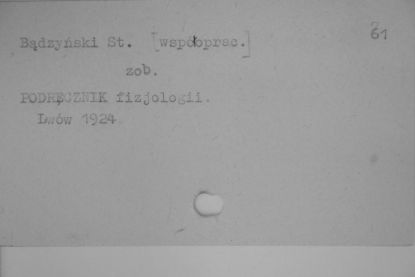 Bądzyński St. [współprac.] 61
zob.
PODRĘCZNIK fizjologii.
Lwów 1924